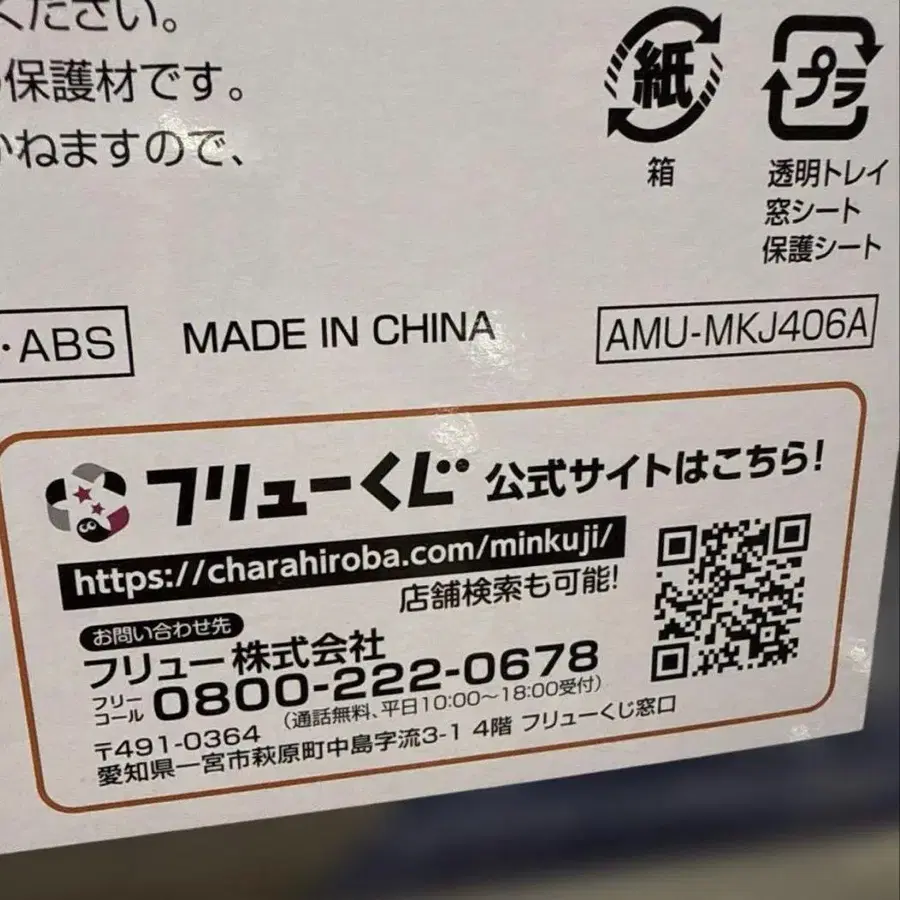 ください。
保護材です。
かねますので、
紙
プラ
箱
透明トレイ
窓シート
保護シート
・ABS
MADE IN CHINA
AMU-MKJ406A
フリューくじ 公式サイトはこちら!
https://charahiroba.com/minkuji/
店舗検索も可能!
お問い合わせ先
フリュー株式会社
フリーコール 0800-222-0678
(通話無料、平日10:00〜18:00受付)
〒491-0364
愛知県一宮市萩原町中島字流3-1 4階 フリューくじ窓口